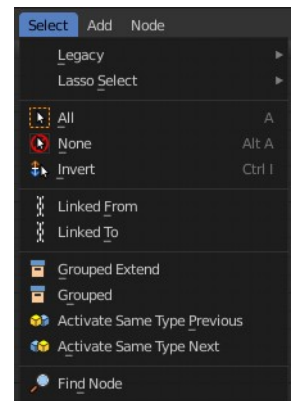 Select Add Node
Legacy
Lasso Select
All A
None Alt A
Invert Ctrl I
Linked From
Linked To
Grouped Extend
Grouped
Activate Same Type Previous
Activate Same Type Next
Find Node